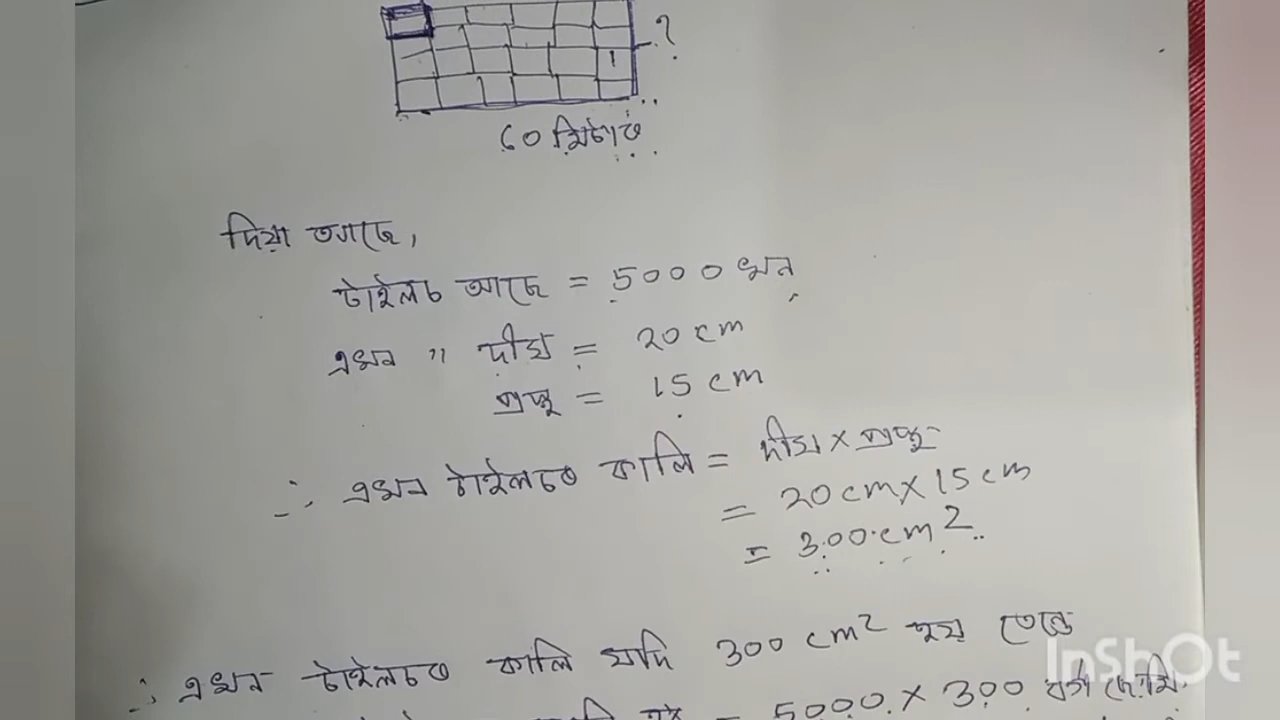 ?
60 মিটাৰ
দিয়া আছে,
টাইলচ আছে = 5000 খন
এখন " দীঘ = 20 cm
প্ৰস্থ = 15 cm
∴ এখন টাইলচৰ কালি = দীঘ × প্ৰস্থ
= 20 cm × 15 cm
= 300 cm²
∴ এখন টাইলচৰ কালি যদি 300 cm² হয় তেন্তে
= 5000 × 300 বৰ্গ ছে:মি:
InShOt